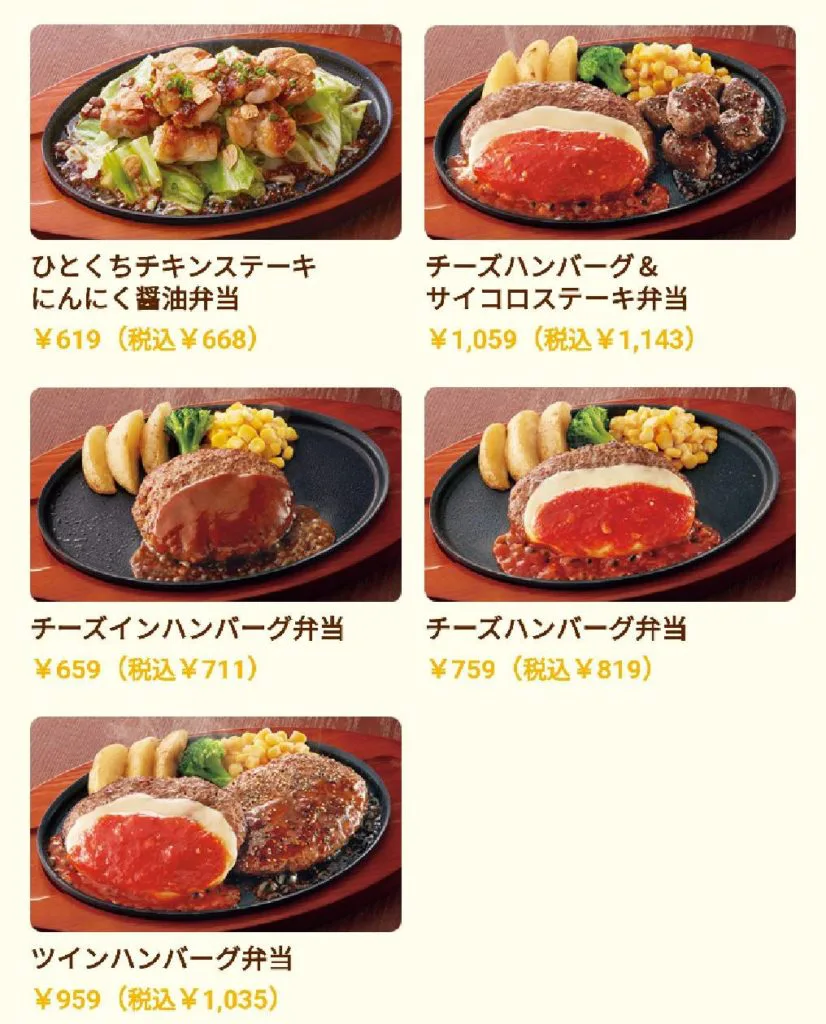 ひとくちチキンステーキ
にんにく醤油弁当
￥619（税込￥668）
チーズハンバーグ＆
サイコロステーキ弁当
￥1,059（税込￥1,143）
チーズインハンバーグ弁当
￥659（税込￥711）
チーズハンバーグ弁当
￥759（税込￥819）
ツインハンバーグ弁当
￥959（税込￥1,035）